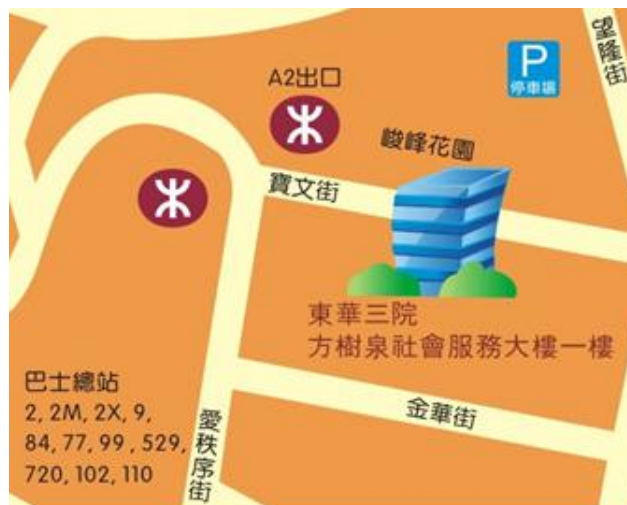 望隆街
P
停車場
A2出口
峻峰花園
寶文街
東華三院
方樹泉社會服務大樓一樓
巴士總站
2, 2M, 2X, 9,
84, 77, 99 , 529,
720, 102, 110
愛秩序街
金華街